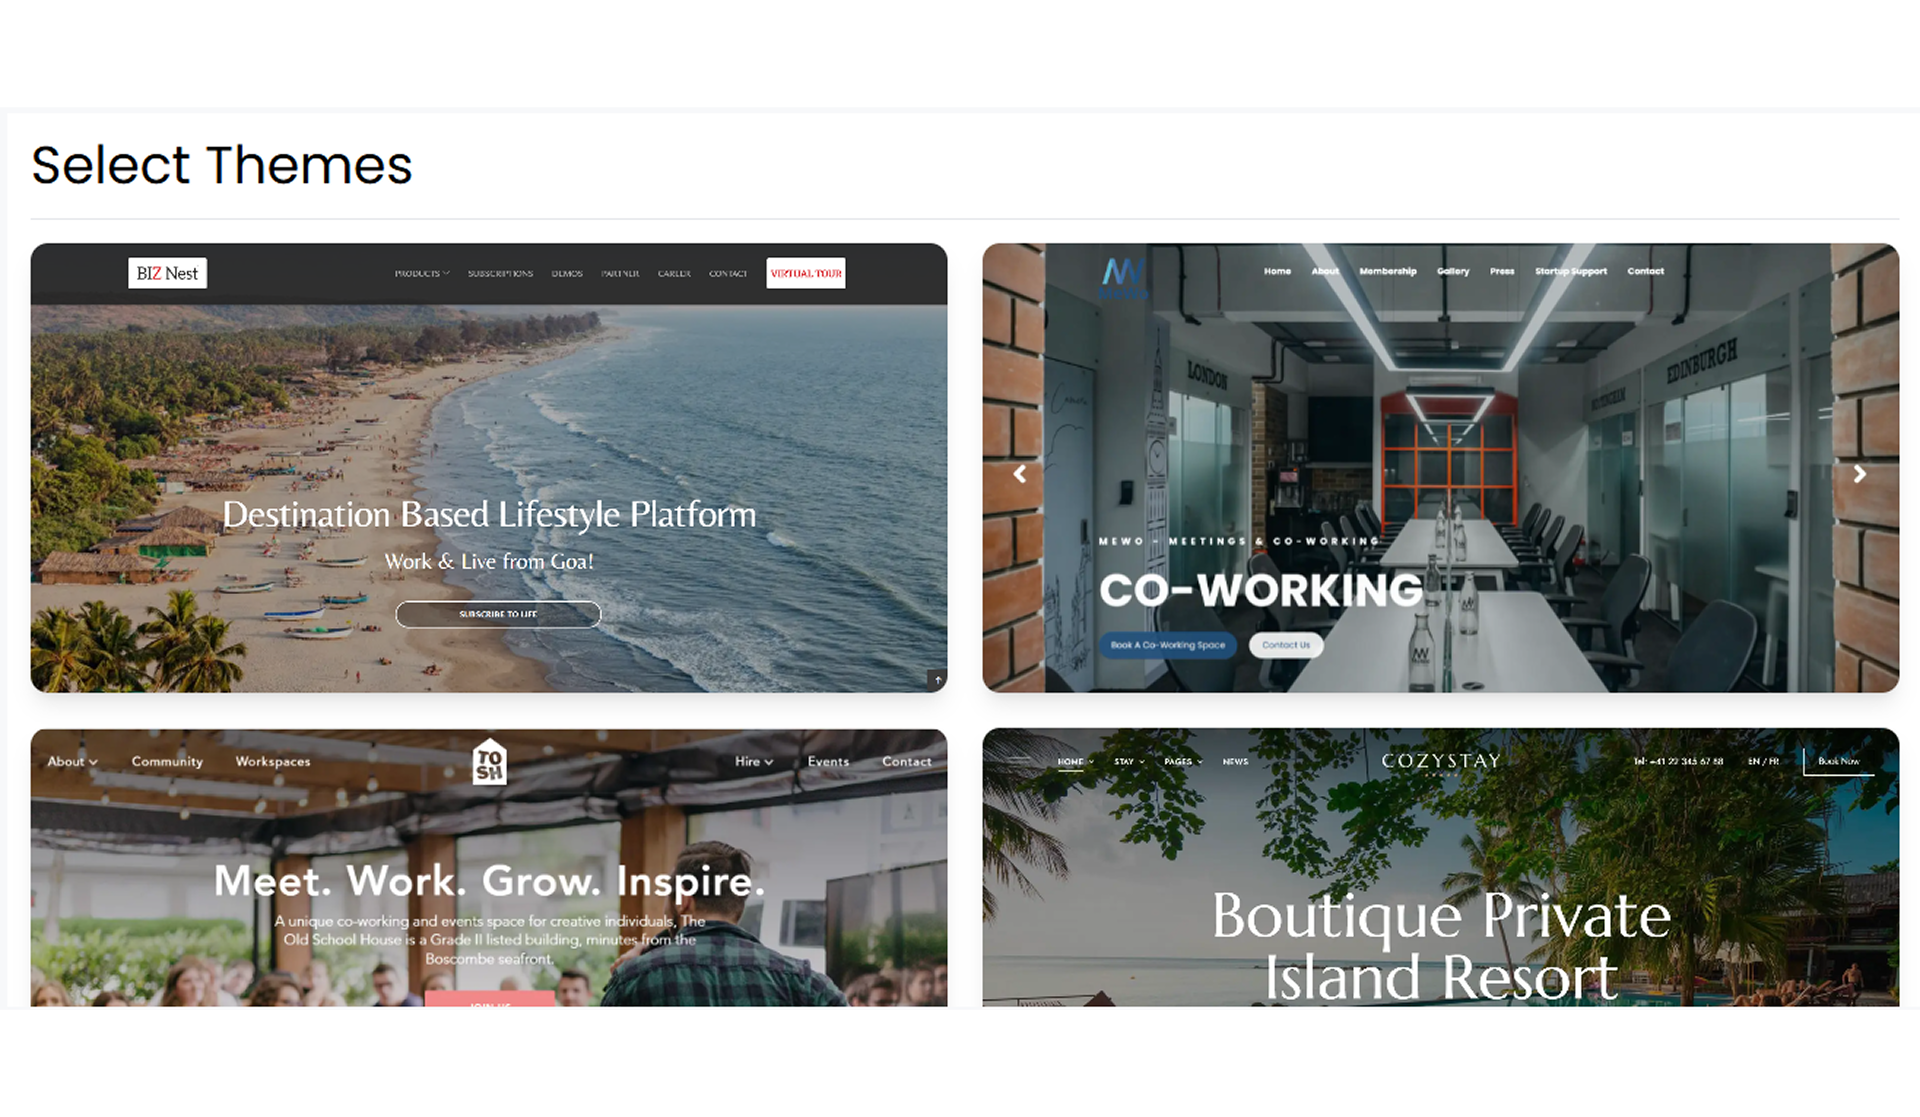 Select Themes
BIZ Nest
PRODUCTS
SUBSCRIPTIONS
DEMOS
PARTNER
CAREER
CONTACT
VIRTUAL TOUR
Destination Based Lifestyle Platform
Work & Live from Goa!
SUBSCRIBE TO LIFE
Home
About
Membership
Gallery
Press
Startup Support
Contact
LONDON
NOTTINGHAM
EDINBURGH
MEWO - MEETINGS & CO-WORKING
CO-WORKING
Book A Co-Working Space
Contact Us
About
Community
Workspaces
TO
SH
Hire
Events
Contact
Meet. Work. Grow. Inspire.
A unique co-working and events space for creative individuals, The
Old School House is a Grade II listed building, minutes from the
Boscombe seafront.
JOIN US
HOME
STAY
PAGES
NEWS
COZYSTAY
Tel: +41 22 345 67 88
EN / FR
Book Now
Boutique Private
Island Resort